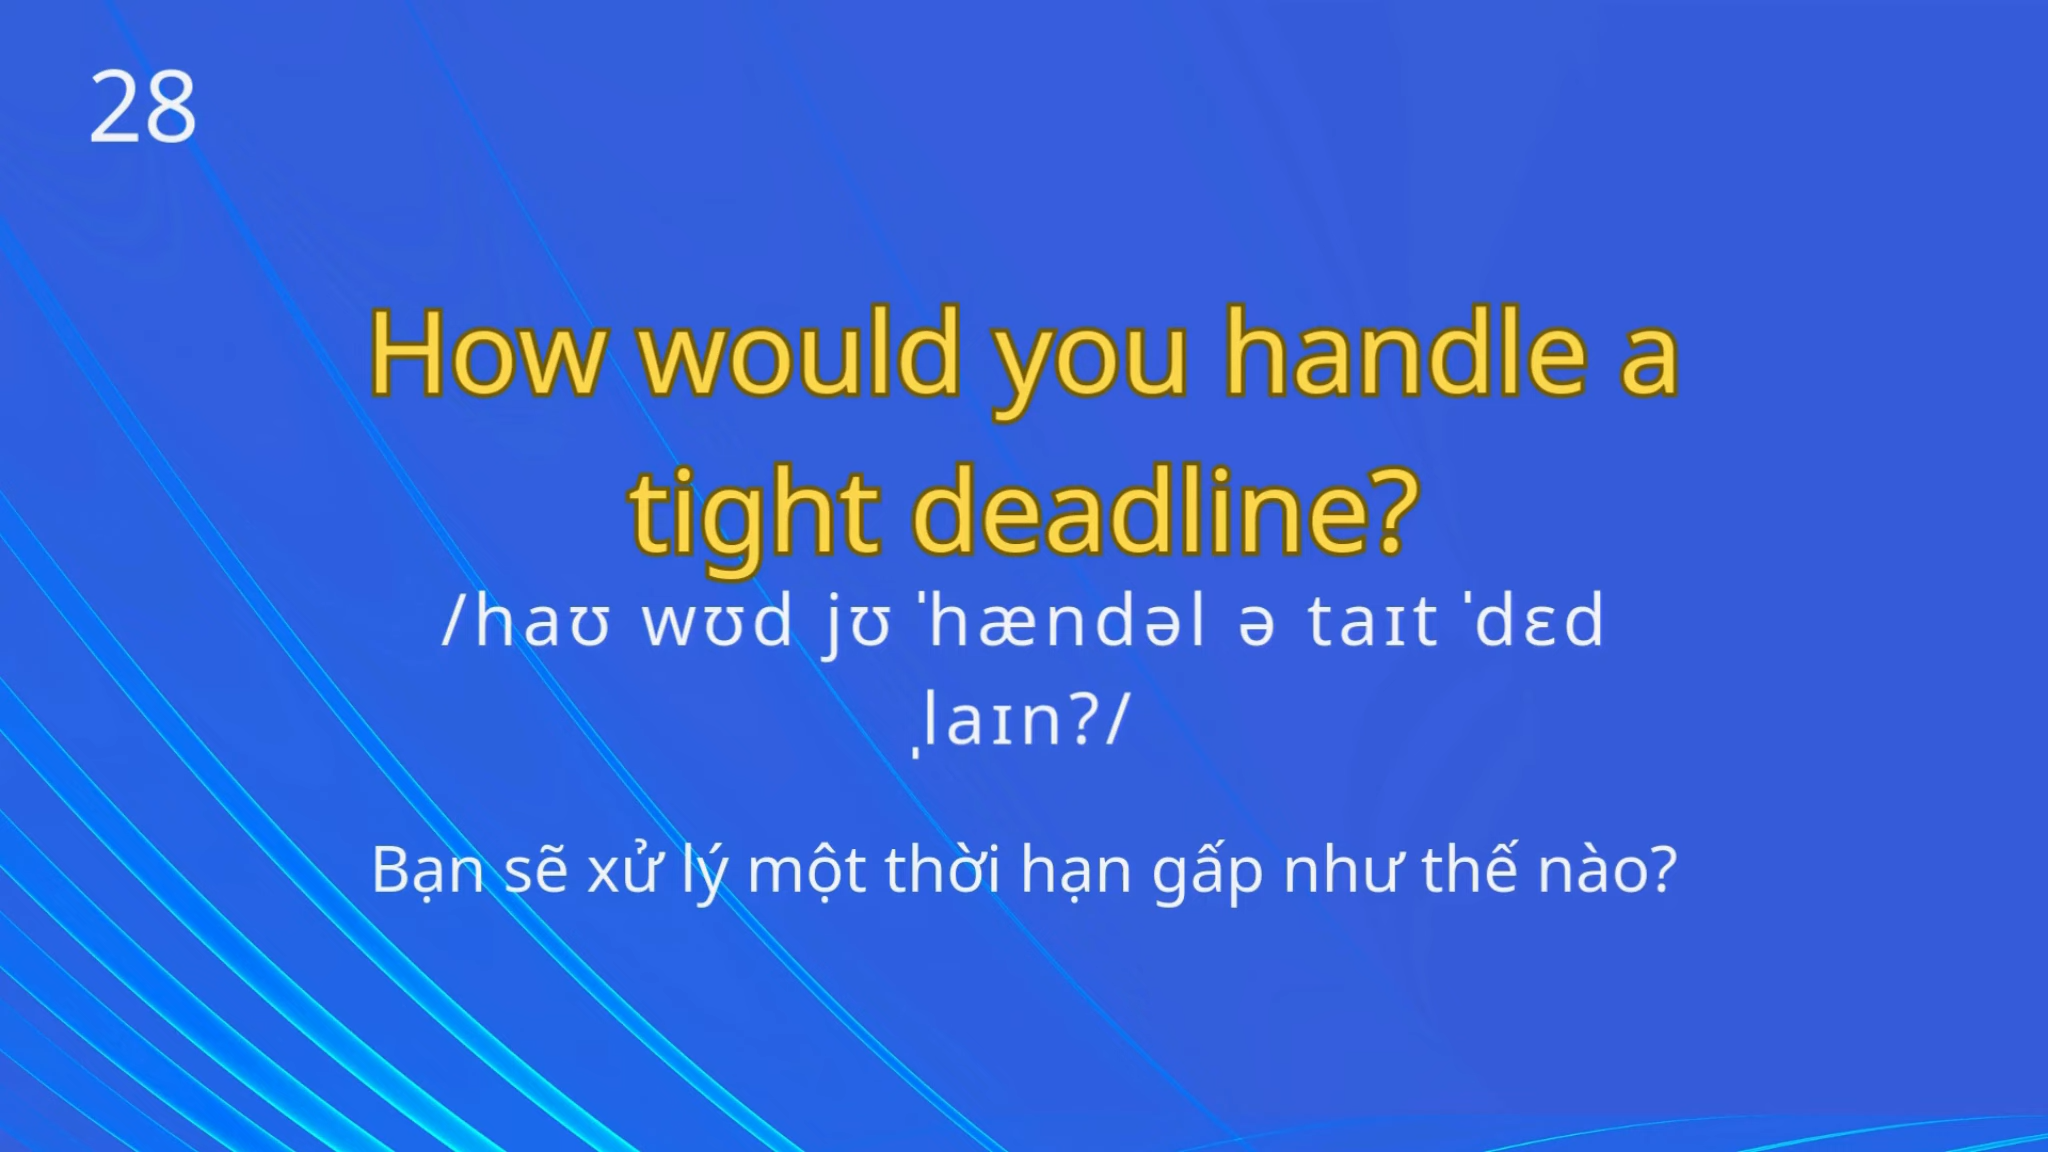 28
How would you handle a
tight deadline?
/haʊ wʊd jʊ ˈhændəl ə taɪt ˈdɛd
ˌlaɪn?/
Bạn sẽ xử lý một thời hạn gấp như thế nào?